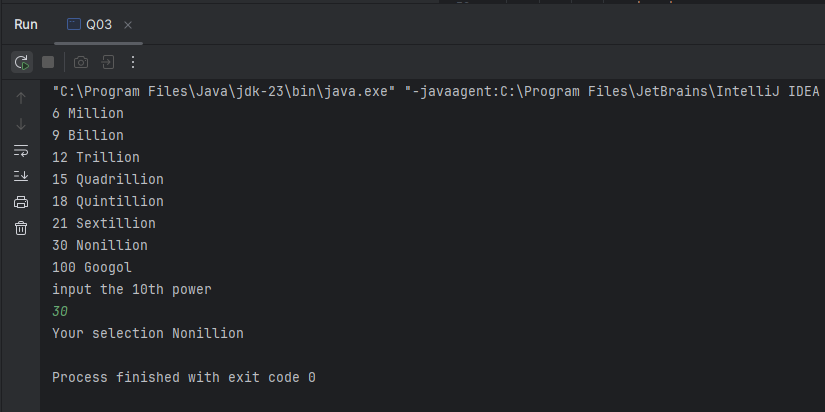 Run Q03
"C:\Program Files\Java\jdk-23\bin\java.exe" "-javaagent:C:\Program Files\JetBrains\IntelliJ IDEA
6 Million
9 Billion
12 Trillion
15 Quadrillion
18 Quintillion
21 Sextillion
30 Nonillion
100 Googol
input the 10th power
30
Your selection Nonillion
Process finished with exit code 0